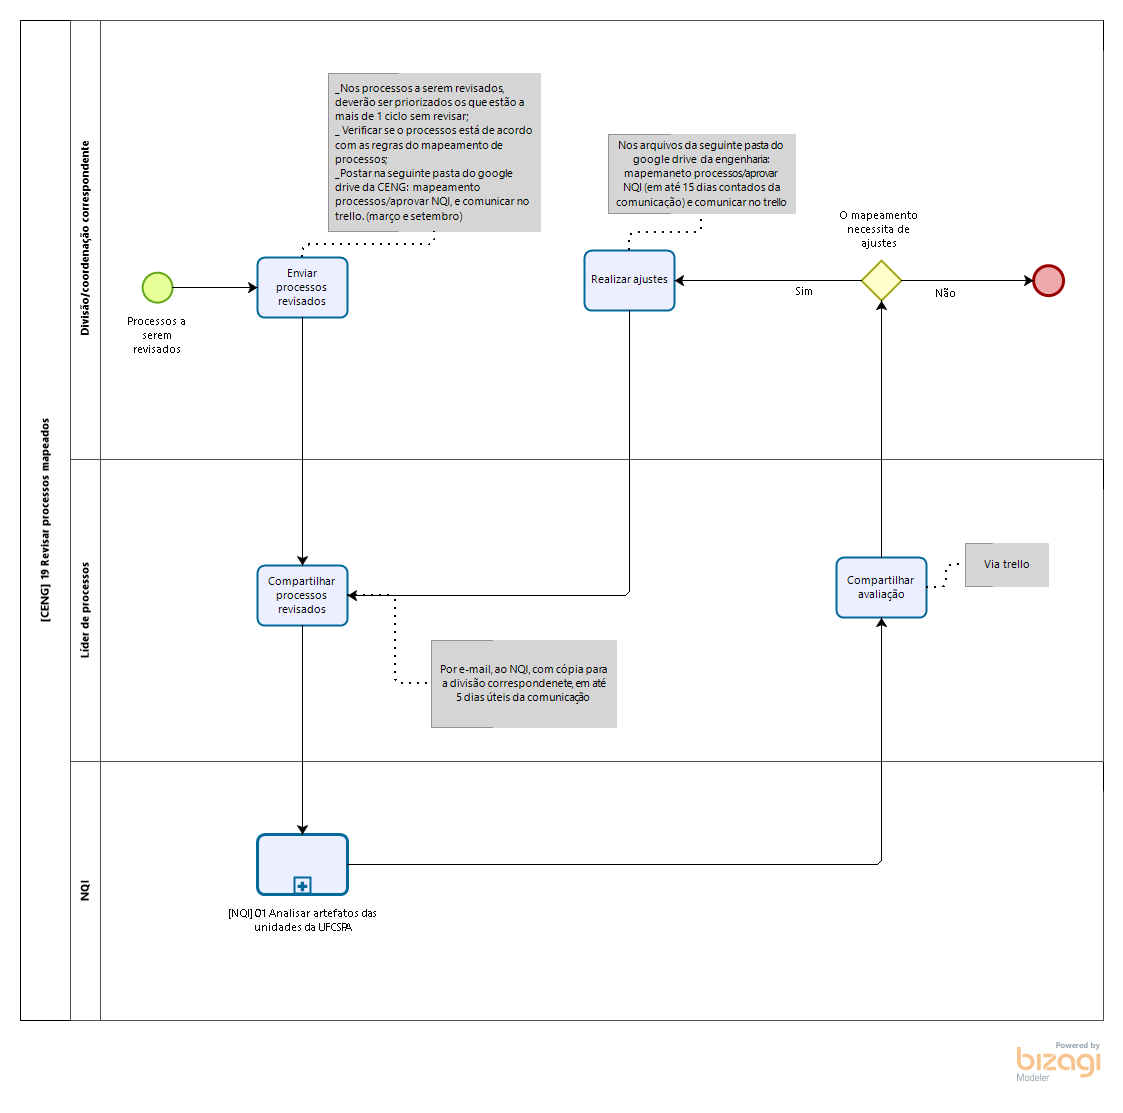 [CENG] 19 Revisar processos mapeados
Divisão/coordenação correspondente
_Nos processos a serem revisados,
deverão ser priorizados os que estão a
mais de 1 ciclo sem revisar;
_ Verificar se o processos está de acordo
com as regras do mapeamento de
processos;
_Postar na seguinte pasta do google
drive da CENG: mapeamento
processos/aprovar NQI, e comunicar no
trello. (março e setembro)
Nos arquivos da seguinte pasta do
google drive da engenharia:
mapemaneto processos/aprovar
NQI (em até 15 dias contados da
comunicação) e comunicar no trello
O mapeamento
necessita de
ajustes
Processos a
serem
revisados
Enviar
processos
revisados
Realizar ajustes
Sim
Não
Líder de processos
Compartilhar
processos
revisados
Compartilhar
avaliação
Via trello
Por e-mail, ao NQI, com cópia para
a divisão correspondenete, em até
5 dias úteis da comunicação
NQI
[NQI] 01 Analisar artefatos das
unidades da UFCSPA
Powered by
bizagi
Modeler